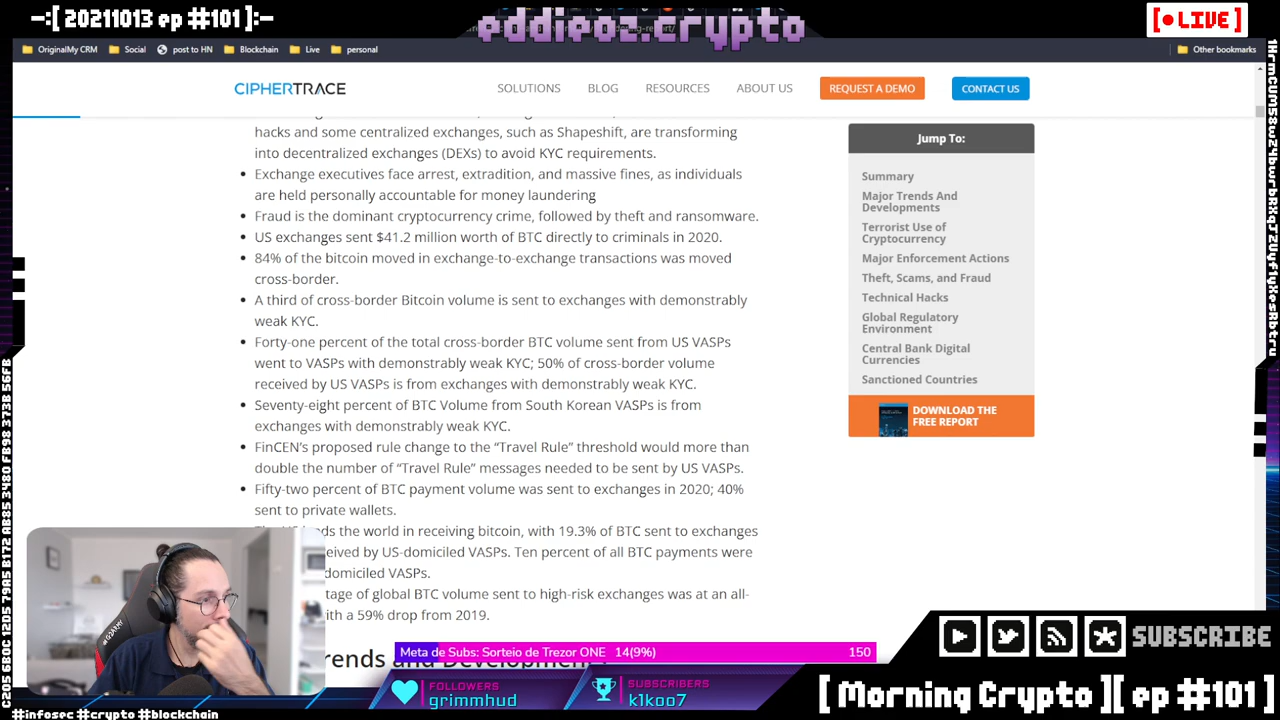 -:[ 20211013 ep #101 ]:-
eddieoz.crypto
[● LIVE ]
OriginalMy CRM
Social
post to HN
Blockchain
Live
personal
Other bookmarks
CIPHERTRACE
SOLUTIONS
BLOG
RESOURCES
ABOUT US
REQUEST A DEMO
CONTACT US
hacks and some centralized exchanges, such as Shapeshift, are transforming
into decentralized exchanges (DEXs) to avoid KYC requirements.
Exchange executives face arrest, extradition, and massive fines, as individuals
are held personally accountable for money laundering
Fraud is the dominant cryptocurrency crime, followed by theft and ransomware.
US exchanges sent $41.2 million worth of BTC directly to criminals in 2020.
84% of the bitcoin moved in exchange-to-exchange transactions was moved
cross-border.
A third of cross-border Bitcoin volume is sent to exchanges with demonstrably
weak KYC.
Forty-one percent of the total cross-border BTC volume sent from US VASPs
went to VASPs with demonstrably weak KYC; 50% of cross-border volume
received by US VASPs is from exchanges with demonstrably weak KYC.
Seventy-eight percent of BTC Volume from South Korean VASPs is from
exchanges with demonstrably weak KYC.
FinCEN's proposed rule change to the “Travel Rule” threshold would more than
double the number of “Travel Rule” messages needed to be sent by US VASPs.
Fifty-two percent of BTC payment volume was sent to exchanges in 2020; 40%
sent to private wallets.
the world in receiving bitcoin, with 19.3% of BTC sent to exchanges
by US-domiciled VASPs. Ten percent of all BTC payments were
domiciled VASPs.
of global BTC volume sent to high-risk exchanges was at an all-
a 59% drop from 2019.
and
Jump To:
Summary
Major Trends And
Developments
Terrorist Use of
Cryptocurrency
Major Enforcement Actions
Theft, Scams, and Fraud
Technical Hacks
Global Regulatory
Environment
Central Bank Digital
Currencies
Sanctioned Countries
DOWNLOAD THE
FREE REPORT
Meta de Subs: Sorteio de Trezor ONE 14(9%) 150
FOLLOWERS
grimmhud
SUBSCRIBERS
k1koo7
SUBSCRIBE
[ Morning Crypto ][ ep #101 ]
#infosec #crypto #blockchain